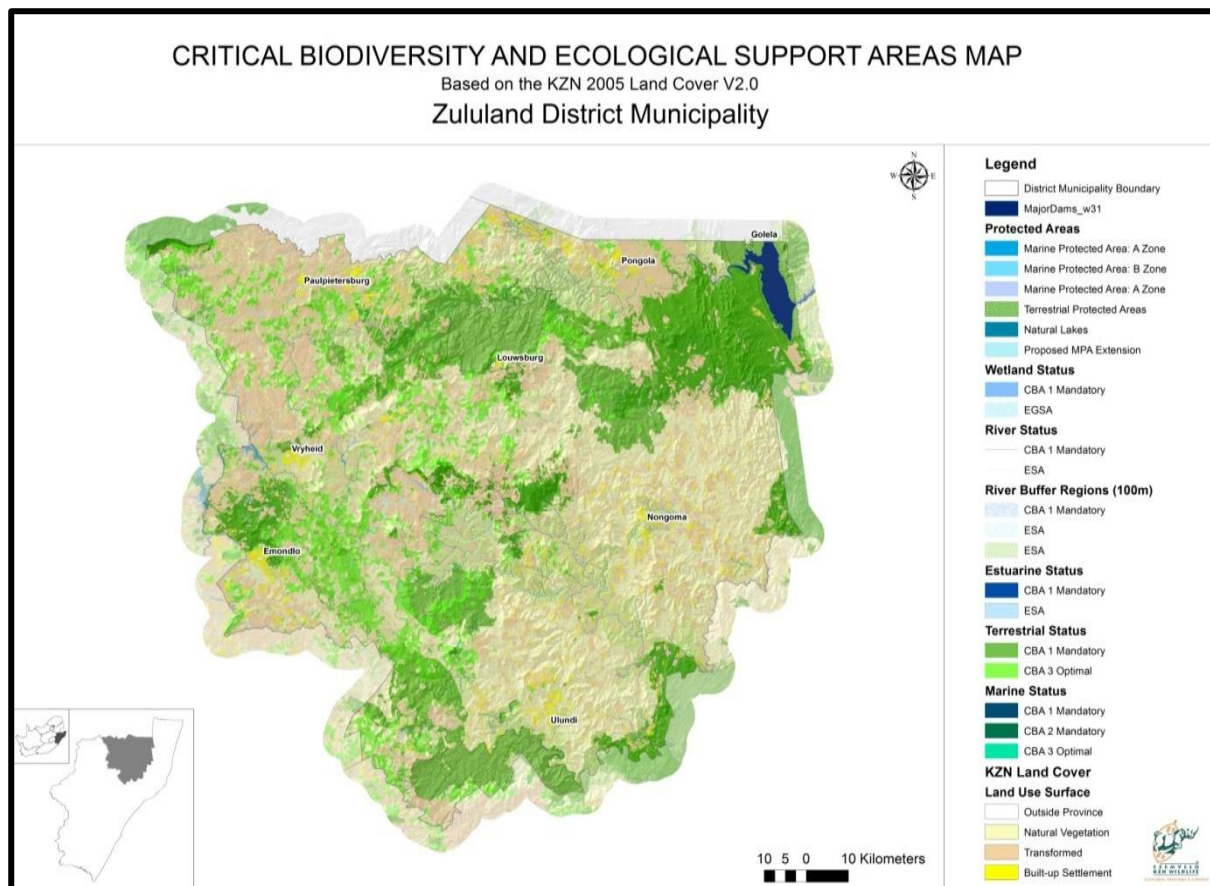 CRITICAL BIODIVERSITY AND ECOLOGICAL SUPPORT AREAS MAP
Based on the KZN 2005 Land Cover V2.0
Zululand District Municipality
N
W E
S
Golela
Pongola
Paulpietersburg
Louwsburg
Vryheid
Nongoma
Emondlo
Ulundi
10 5 0 10 Kilometers
Legend
District Municipality Boundary
MajorDams_w31
Protected Areas
Marine Protected Area: A Zone
Marine Protected Area: B Zone
Marine Protected Area: A Zone
Terrestrial Protected Areas
Natural Lakes
Proposed MPA Extension
Wetland Status
CBA 1 Mandatory
EGSA
River Status
CBA 1 Mandatory
ESA
River Buffer Regions (100m)
CBA 1 Mandatory
ESA
ESA
Estuarine Status
CBA 1 Mandatory
ESA
Terrestrial Status
CBA 1 Mandatory
CBA 3 Optimal
Marine Status
CBA 1 Mandatory
CBA 2 Mandatory
CBA 3 Optimal
KZN Land Cover
Land Use Surface
Outside Province
Natural Vegetation
Transformed
Built-up Settlement
EZEMVELO
KZN WILDLIFE